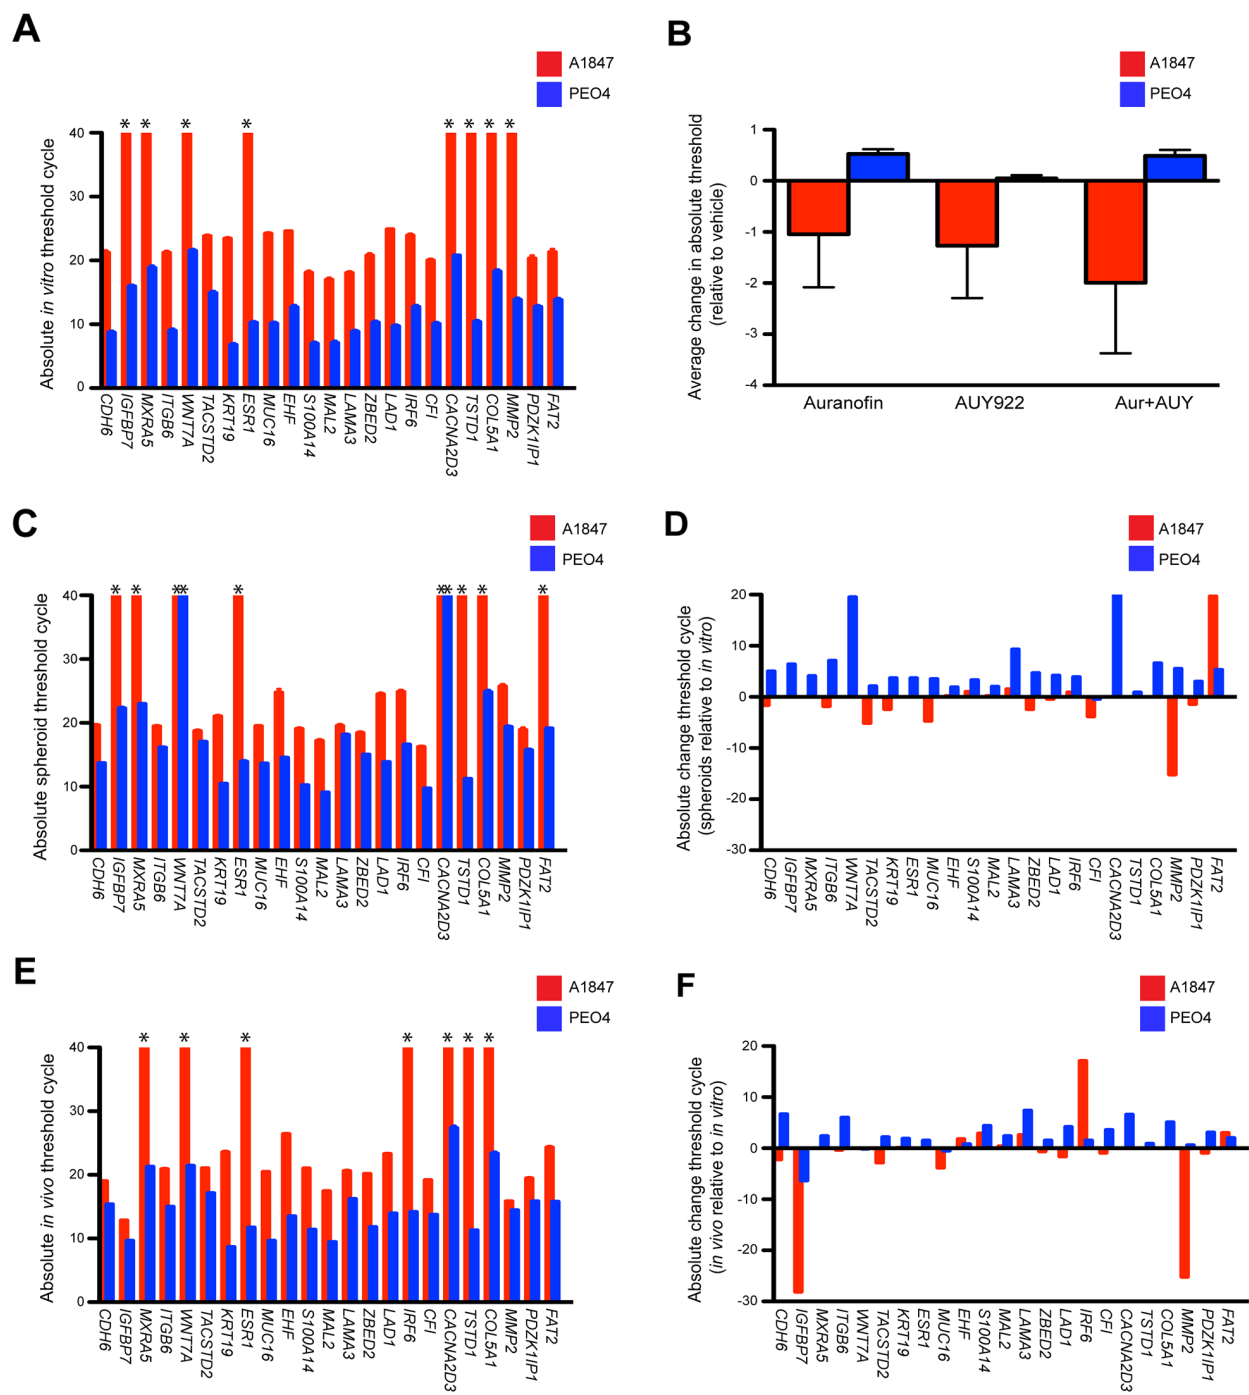 A
A1847
PEO4
Absolute in vitro threshold cycle
40
30
20
10
0
* * * * * * * *
CDH6
IGFBP7
MXRA5
ITGB6
WNT7A
TACSTD2
KRT19
ESR1
MUC16
EHF
S100A14
MAL2
LAMA3
ZBED2
LAD1
IRF6
CFI
CACNA2D3
TSTD1
COL5A1
MMP2
PDZK1IP1
FAT2
B
A1847
PEO4
Average change in absolute threshold
(relative to vehicle)
1
0
-1
-2
-3
-4
Auranofin
AUY922
Aur+AUY
C
A1847
PEO4
Absolute spheroid threshold cycle
40
30
20
10
0
* * ** * ** * * *
CDH6
IGFBP7
MXRA5
ITGB6
WNT7A
TACSTD2
KRT19
ESR1
MUC16
EHF
S100A14
MAL2
LAMA3
ZBED2
LAD1
IRF6
CFI
CACNA2D3
TSTD1
COL5A1
MMP2
PDZK1IP1
FAT2
D
A1847
PEO4
Absolute change threshold cycle
(spheroids relative to in vitro)
20
10
0
-10
-20
-30
CDH6
IGFBP7
MXRA5
ITGB6
WNT7A
TACSTD2
KRT19
ESR1
MUC16
EHF
S100A14
MAL2
LAMA3
ZBED2
LAD1
IRF6
CFI
CACNA2D3
TSTD1
COL5A1
MMP2
PDZK1IP1
FAT2
E
A1847
PEO4
Absolute in vivo threshold cycle
40
30
20
10
0
* * * * * * *
CDH6
IGFBP7
MXRA5
ITGB6
WNT7A
TACSTD2
KRT19
ESR1
MUC16
EHF
S100A14
MAL2
LAMA3
ZBED2
LAD1
IRF6
CFI
CACNA2D3
TSTD1
COL5A1
MMP2
PDZK1IP1
FAT2
F
A1847
PEO4
Absolute change threshold cycle
(in vivo relative to in vitro)
20
10
0
-10
-20
-30
CDH6
IGFBP7
MXRA5
ITGB6
WNT7A
TACSTD2
KRT19
ESR1
MUC16
EHF
S100A14
MAL2
LAMA3
ZBED2
LAD1
IRF6
CFI
CACNA2D3
TSTD1
COL5A1
MMP2
PDZK1IP1
FAT2